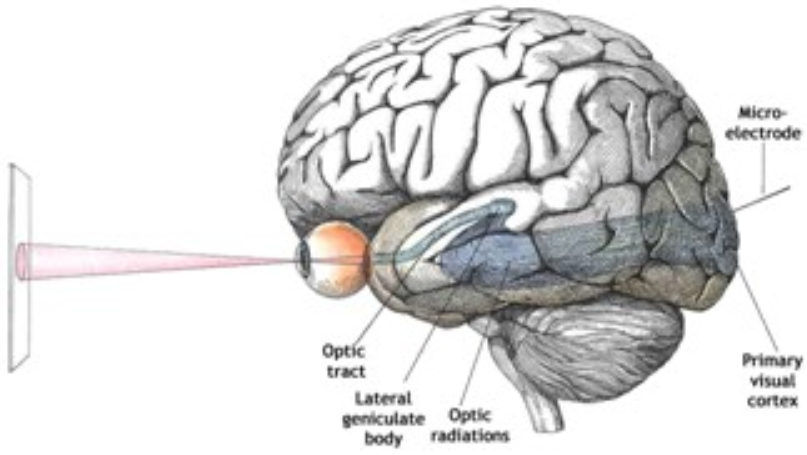 Micro-
electrode
Optic
tract
Lateral
geniculate
body
Optic
radiations
Primary
visual
cortex